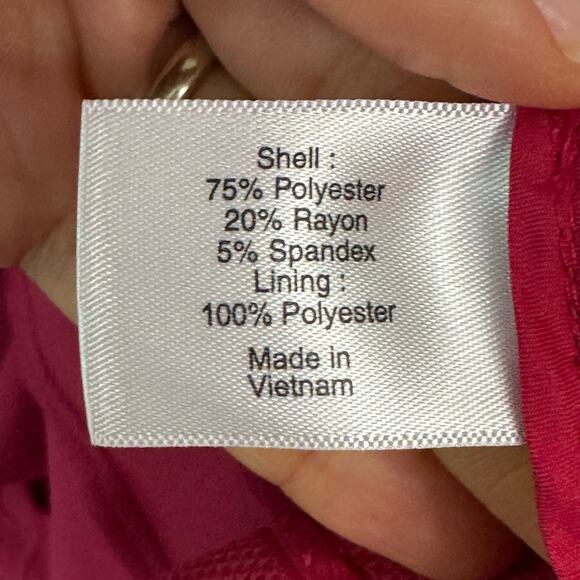 Shell :
75% Polyester
20% Rayon
5% Spandex
Lining :
100% Polyester
Made in
Vietnam